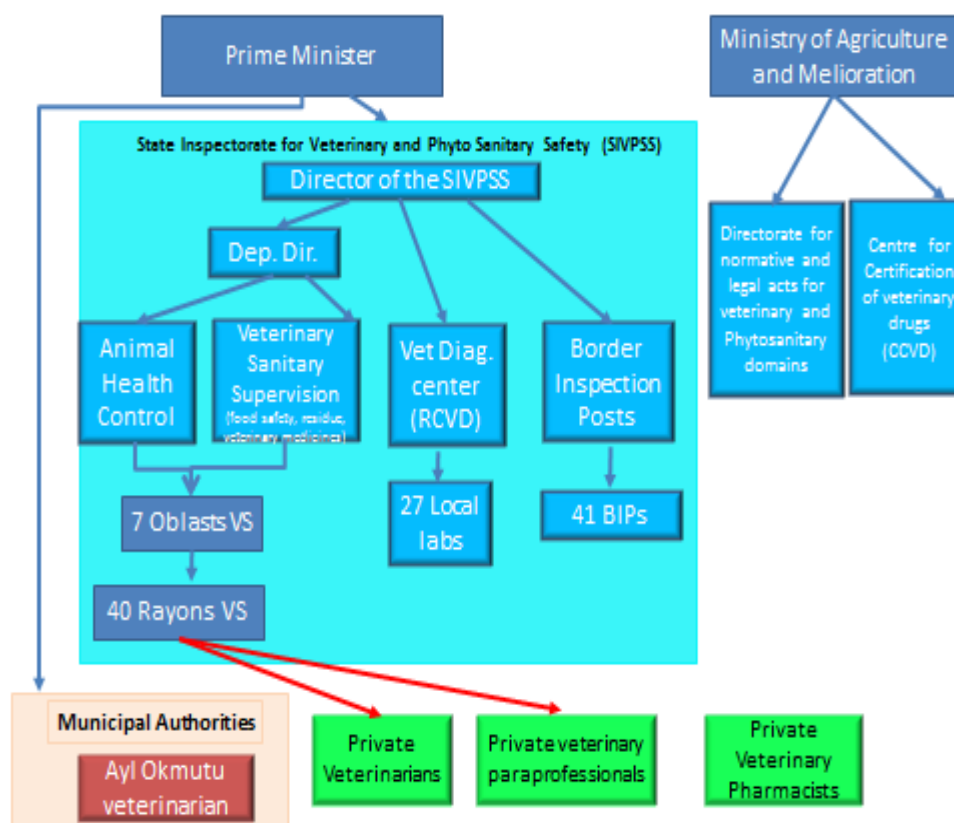 Prime Minister
Ministry of Agriculture
and Melioration
State Inspectorate for Veterinary and Phyto Sanitary Safety (SIVPSS)
Director of the SIVPSS
Dep. Dir.
Directorate for
normative and
legal acts for
veterinary and
Phytosanitary
domains
Centre for
Certification
of veterinary
drugs
(CCVD)
Animal
Health
Control
Veterinary
Sanitary
Supervision
(food safety, residue,
veterinary medicines)
Vet Diag.
center
(RCVD)
Border
Inspection
Posts
7 Oblasts VS
27 Local
labs
41 BIPs
40 Rayons VS
Municipal Authorities
Ayl Okmutu
veterinarian
Private
Veterinarians
Private veterinary
paraprofessionals
Private
Veterinary
Pharmacists